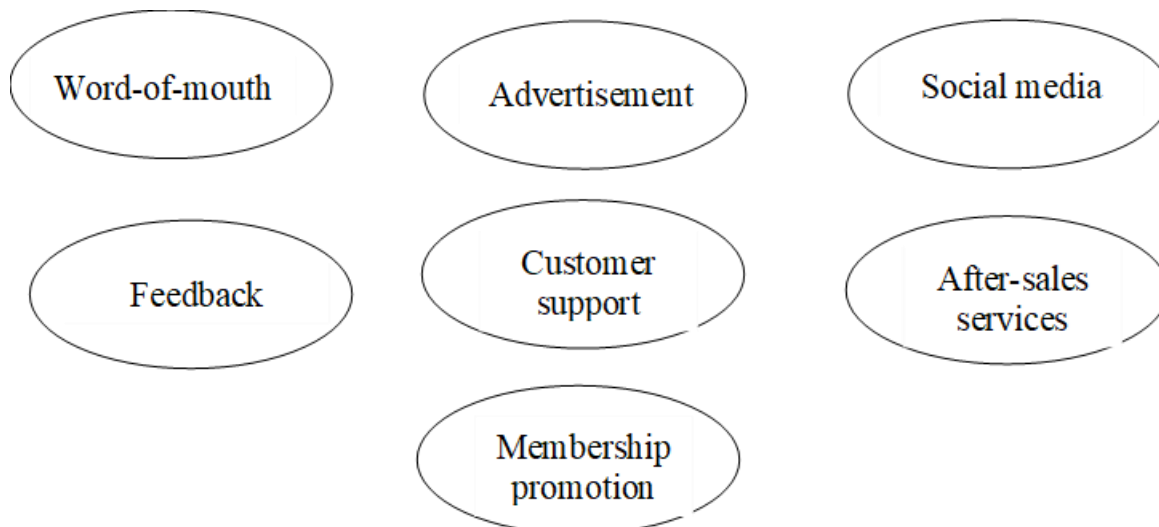 Word-of-mouth
Advertisement
Social media
Feedback
Customer
support
After-sales
services
Membership
promotion